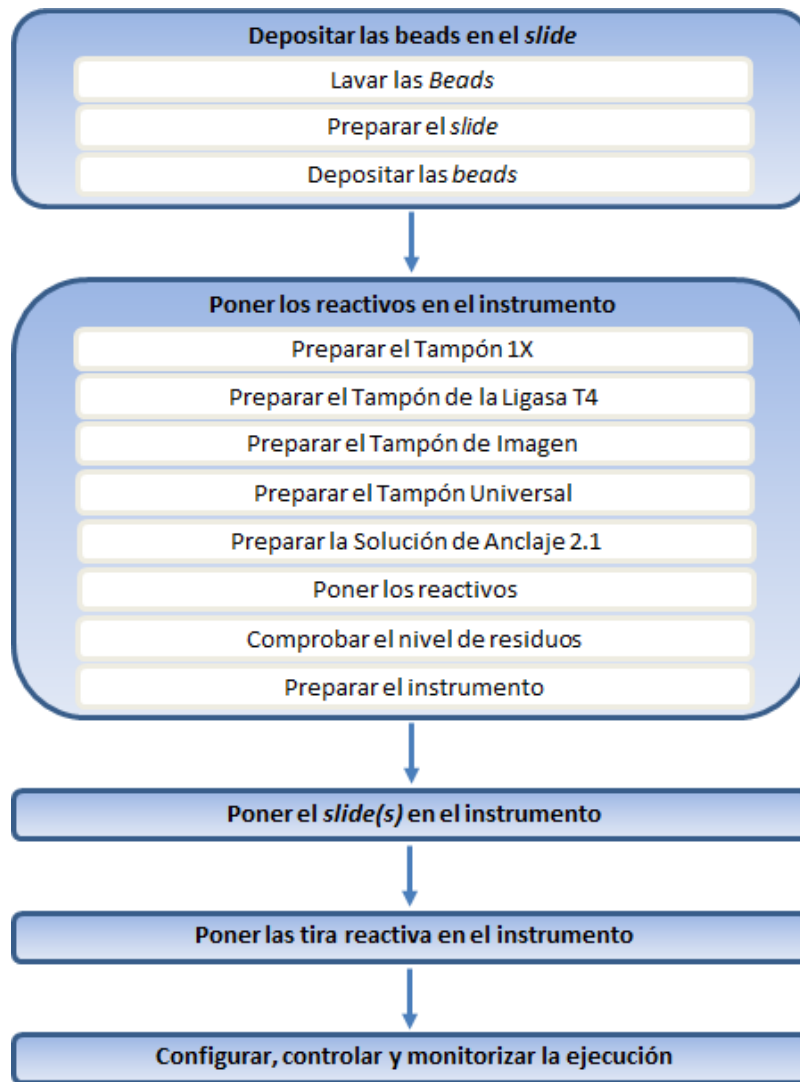 Depositar las beads en el slide
Lavar las Beads
Preparar el slide
Depositar las beads
Poner los reactivos en el instrumento
Preparar el Tampón 1X
Preparar el Tampón de la Ligasa T4
Preparar el Tampón de Imagen
Preparar el Tampón Universal
Preparar la Solución de Anclaje 2.1
Poner los reactivos
Comprobar el nivel de residuos
Preparar el instrumento
Poner el slide(s) en el instrumento
Poner las tira reactiva en el instrumento
Configurar, controlar y monitorizar la ejecución